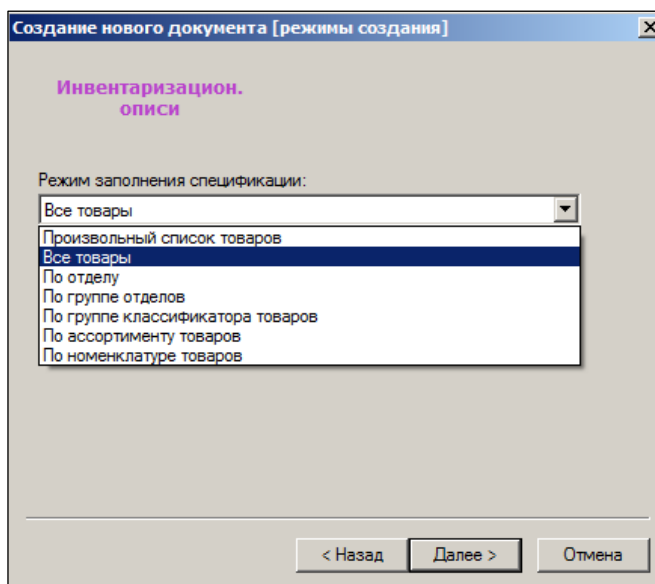 Создание нового документа [режимы создания]
Инвентаризацион.
описи
Режим заполнения спецификации:
Все товары
Произвольный список товаров
Все товары
По отделу
По группе отделов
По группе классификатора товаров
По ассортименту товаров
По номенклатуре товаров
< Назад Далее > Отмена